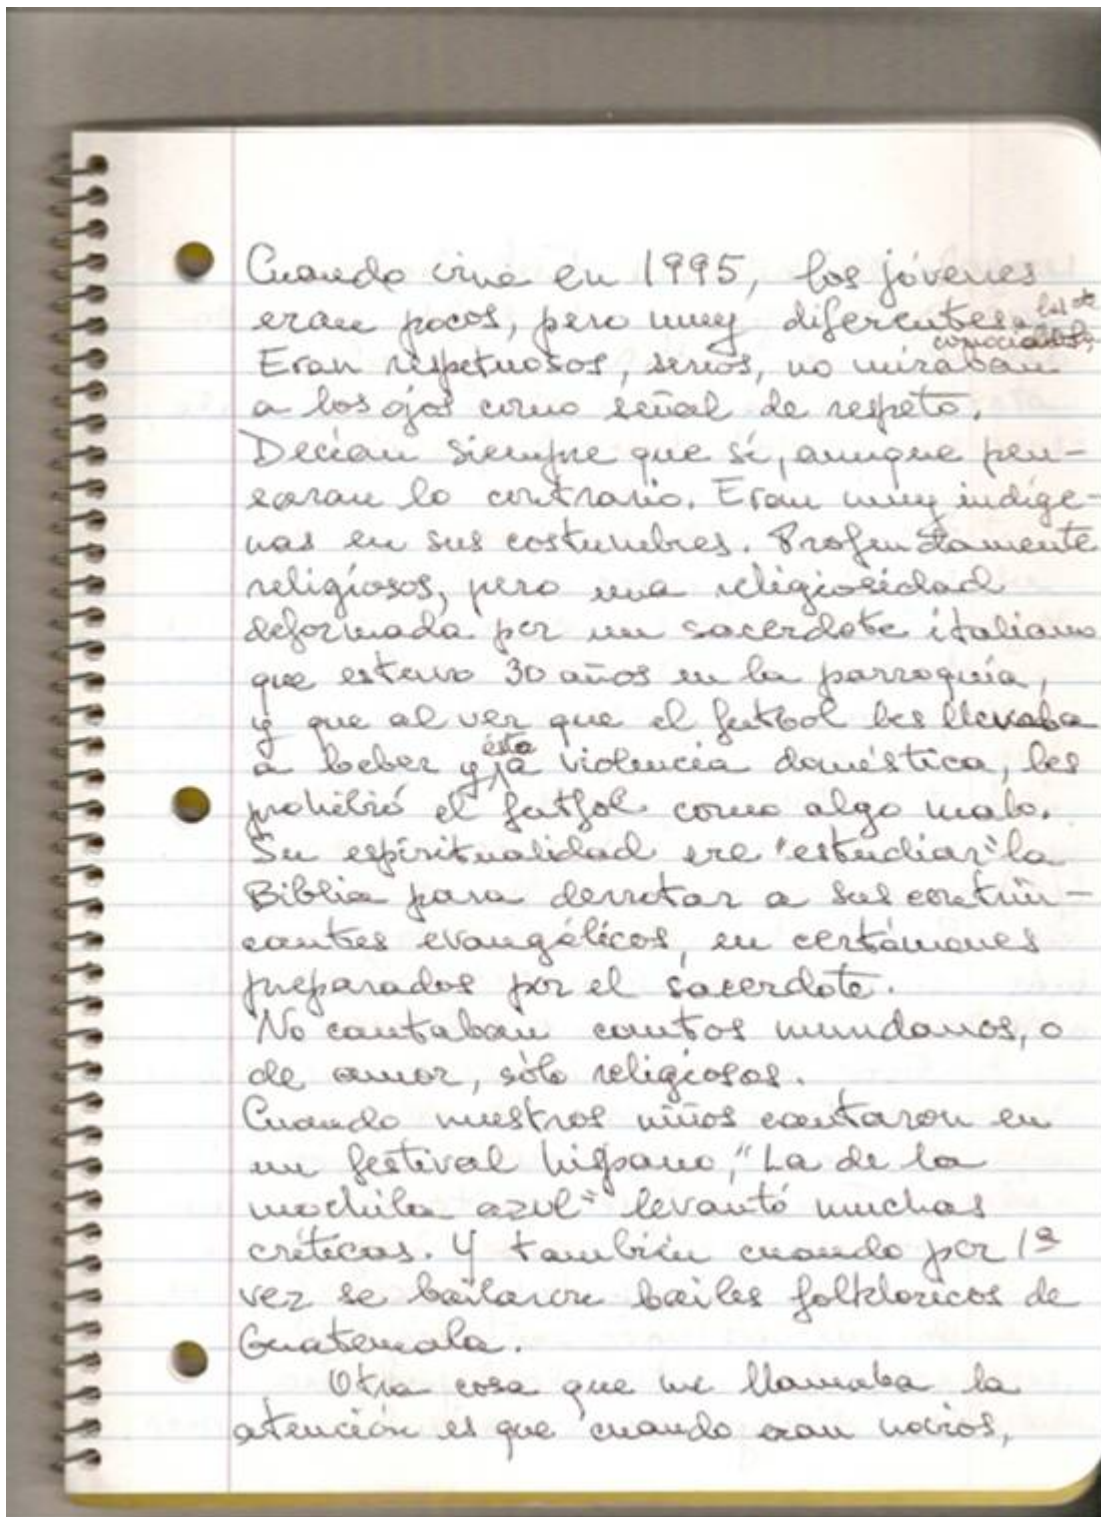 Cuando vine en 1995, los jóvenes
eran pocos, pero muy diferentes a los de
conocidos.
Eran respetuosos, serios, no miraban
a los ojos como señal de respeto.
Decían siempre que sí, aunque pen-
saran lo contrario. Eran muy indíge-
nas en sus costumbres. Profundamente
religiosos, pero una religiosidad
deformada por un sacerdote italiano
que estuvo 30 años en la parroquia,
y que al ver que el futbol les llevaba
a beber y ésta a violencia doméstica, les
prohibió el futbol como algo malo.
Su espiritualidad era "estudiar" la
Biblia para derrotar a sus contrin-
cantes evangélicos, en certámenes
preparados por el sacerdote.
No cantaban cantos mundanos, o
de amor, sólo religiosos.
Cuando nuestros niños cantaron en
un festival hispano, "La de la
mochila azul" levantó muchas
críticas. Y también cuando por 1ª
vez se bailaron bailes folklóricos de
Guatemala.
Otra cosa que me llamaba la
atención es que cuando eran novios,